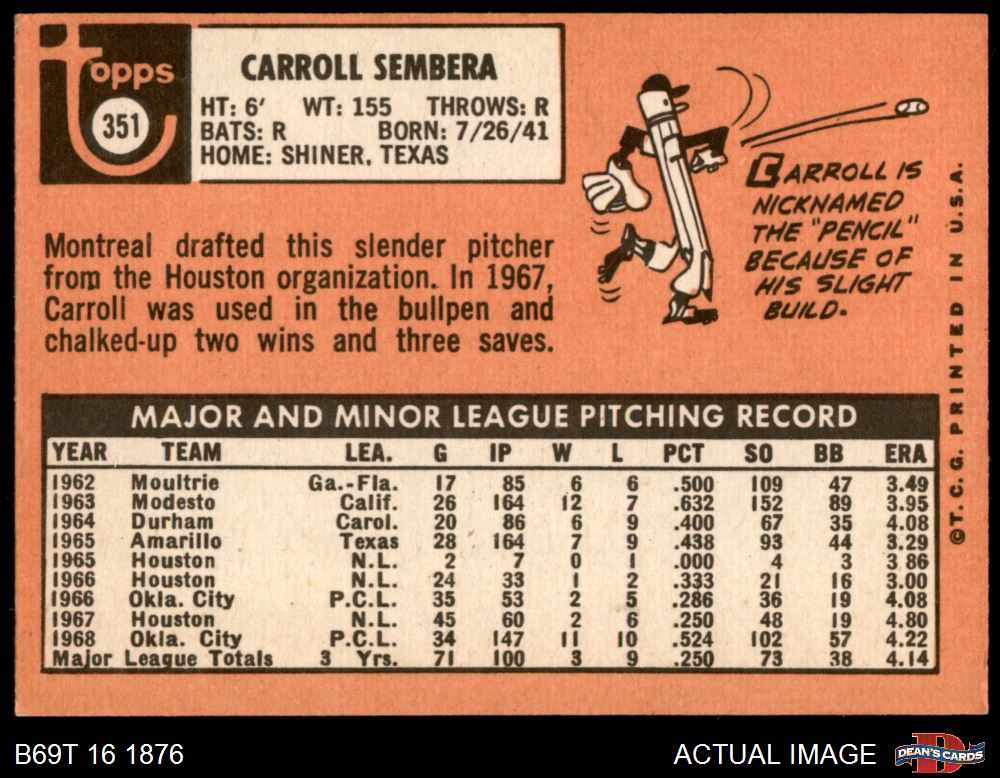 Topps
351
CARROLL SEMBERA
HT: 6' WT: 155 THROWS: R
BATS: R BORN: 7/26/41
HOME: SHINER, TEXAS
Montreal drafted this slender pitcher
from the Houston organization. In 1967,
Carroll was used in the bullpen and
chalked-up two wins and three saves.
CARROLL IS
NICKNAMED
THE "PENCIL"
BECAUSE OF
HIS SLIGHT
BUILD.
©T. C. G. PRINTED IN U.S.A.
MAJOR AND MINOR LEAGUE PITCHING RECORD
YEAR TEAM LEA. G IP W L PCT SO BB ERA
1962 Moultrie Ga.-Fla. 17 85 6 6 .500 109 47 3.49
1963 Modesto Calif. 26 164 12 7 .632 152 89 3.95
1964 Durham Carol. 20 86 6 9 .400 67 35 4.08
1965 Amarillo Texas 28 164 7 9 .438 93 44 3.29
1965 Houston N.L. 2 7 0 1 .000 4 3 3.86
1966 Houston N.L. 24 33 1 2 .333 21 16 3.00
1966 Okla. City P.C.L. 35 53 2 5 .286 36 19 4.08
1967 Houston N.L. 45 60 2 6 .250 48 19 4.80
1968 Okla. City P.C.L. 34 147 11 10 .524 102 57 4.22
Major League Totals 3 Yrs. 71 100 3 9 .250 73 38 4.14
B69T 16 1876
ACTUAL IMAGE
DEAN'S CARDS